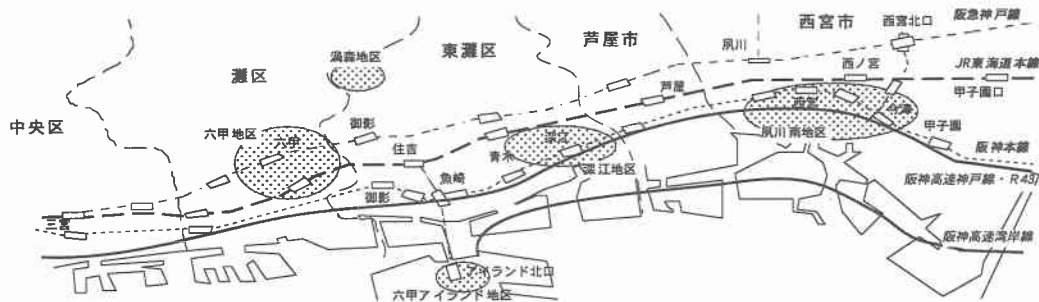 西宮市
西宮北口
阪急神戸線
芦屋市
夙川
東灘区
渦森地区
灘区
西ノ宮
JR東海道本線
芦屋
甲子園口
中央区
六甲地区
六甲
御影
住吉
西宮
今津
深江
青木
夙川南地区
甲子園
阪神本線
深江地区
魚崎
御影
阪神高速神戸線・R43
三宮
阪神高速湾岸線
アイランド北口
六甲アイランド地区